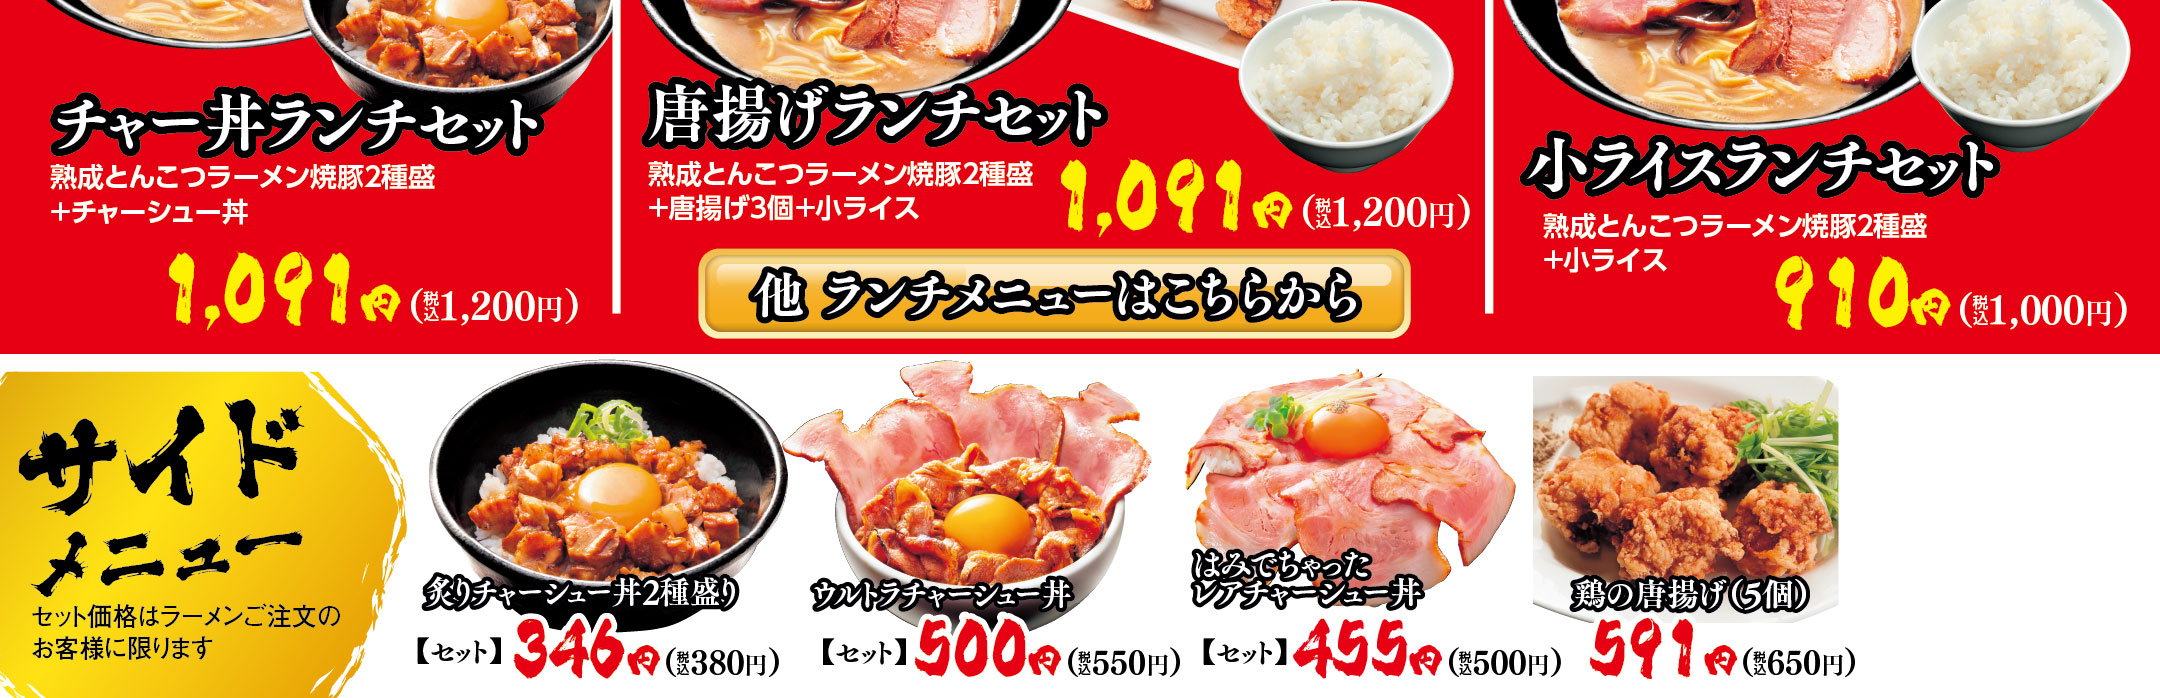 チャー丼ランチセット
熟成とんこつラーメン焼豚2種盛
+チャーシュー丼
1,091円(税込1,200円)
唐揚げランチセット
熟成とんこつラーメン焼豚2種盛
+唐揚げ3個+小ライス
1,091円(税込1,200円)
他 ランチメニューはこちらから
小ライスランチセット
熟成とんこつラーメン焼豚2種盛
+小ライス
910円(税込1,000円)
サイド
メニュー
セット価格はラーメンご注文の
お客様に限ります
炙りチャーシュー丼2種盛り
【セット】346円(税込380円)
ウルトラチャーシュー丼
【セット】500円(税込550円)
はみでちゃった
レアチャーシュー丼
【セット】455円(税込500円)
鶏の唐揚げ(5個)
591円(税込650円)